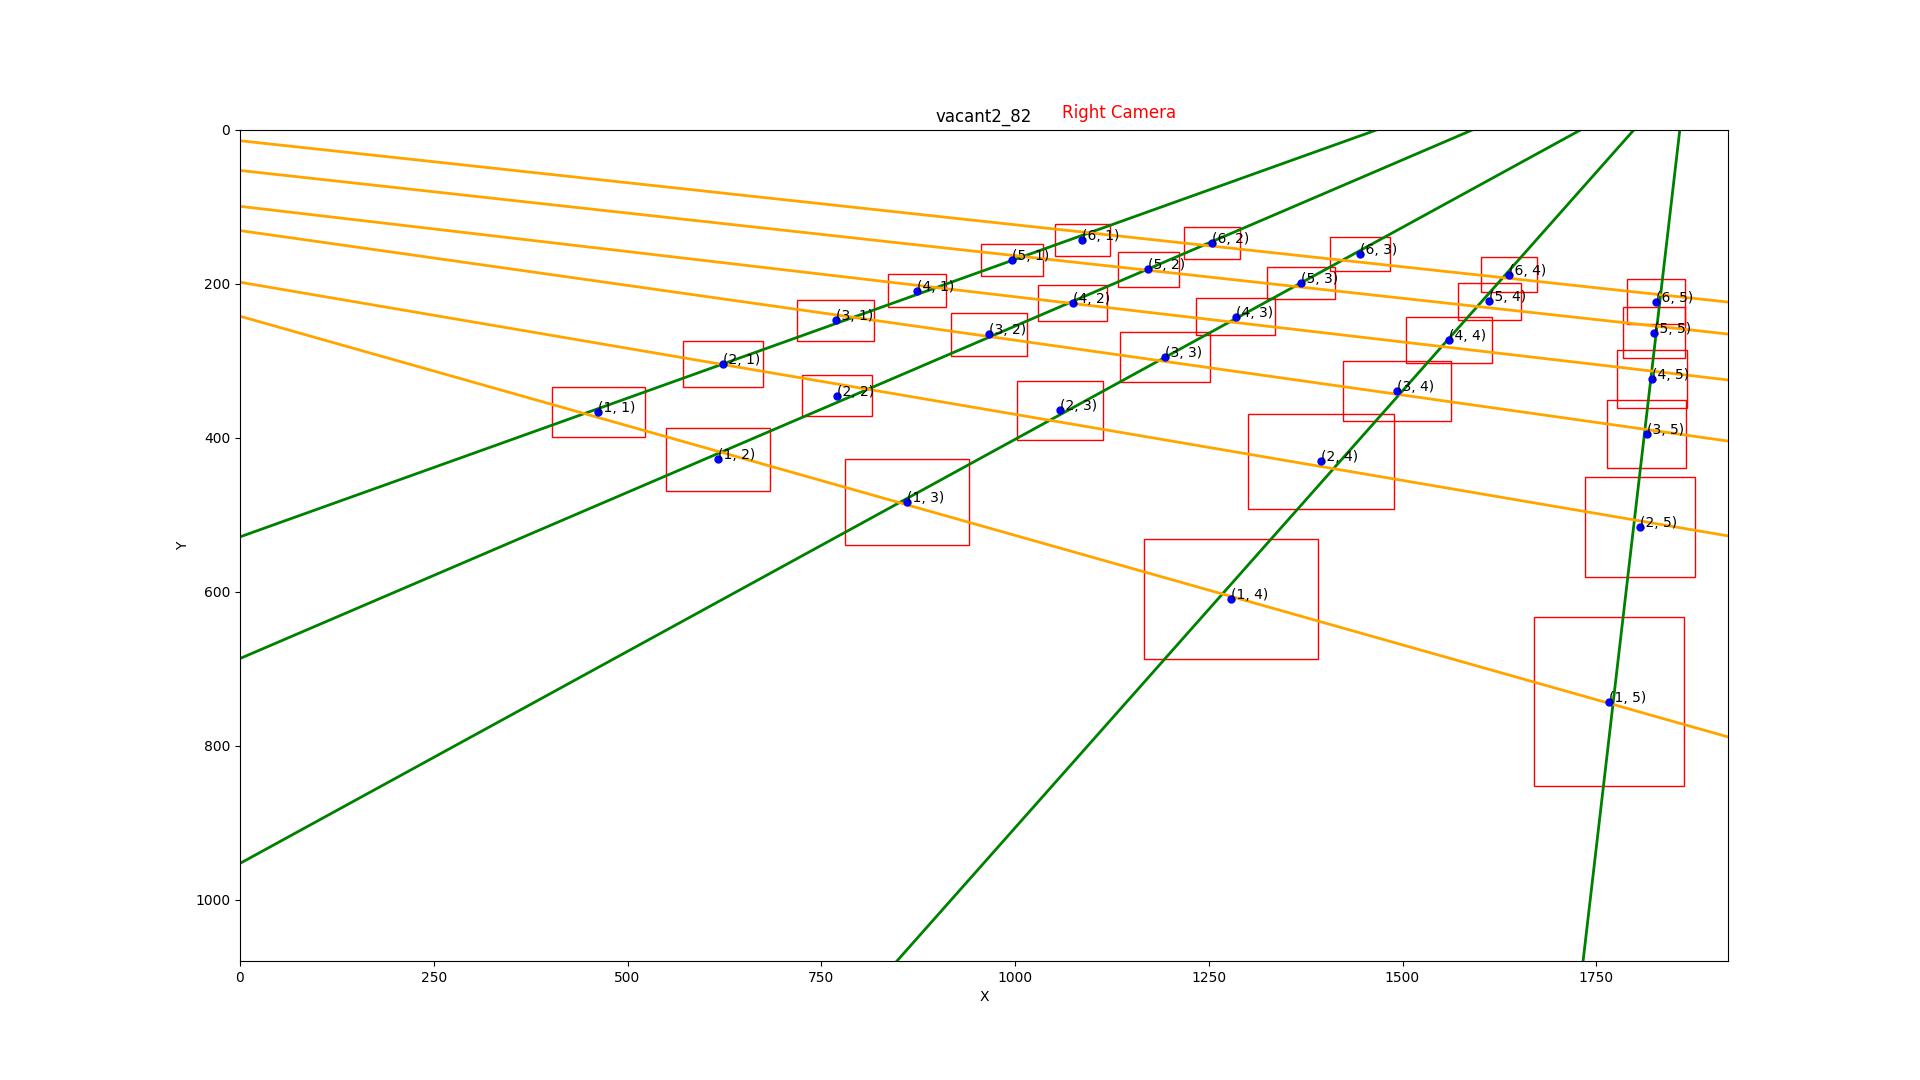 vacant2_82 Right Camera
0
(6, 1) (6, 2)
(6, 3)
(5, 1) (5, 2) (6, 4)
(5, 3)
200 (4, 1) (4, 2) (5, 4) (6, 5)
(3, 1) (3, 2) (4, 3) (4, 4) (5, 5)
(2, 1) (3, 3) (4, 5)
(2, 2) (3, 4)
(1, 1) (2, 3)
400 (3, 5)
(1, 2) (2, 4)
(1, 3)
(2, 5)
Y
600 (1, 4)
(1, 5)
800
1000
0 250 500 750 1000 1250 1500 1750
X